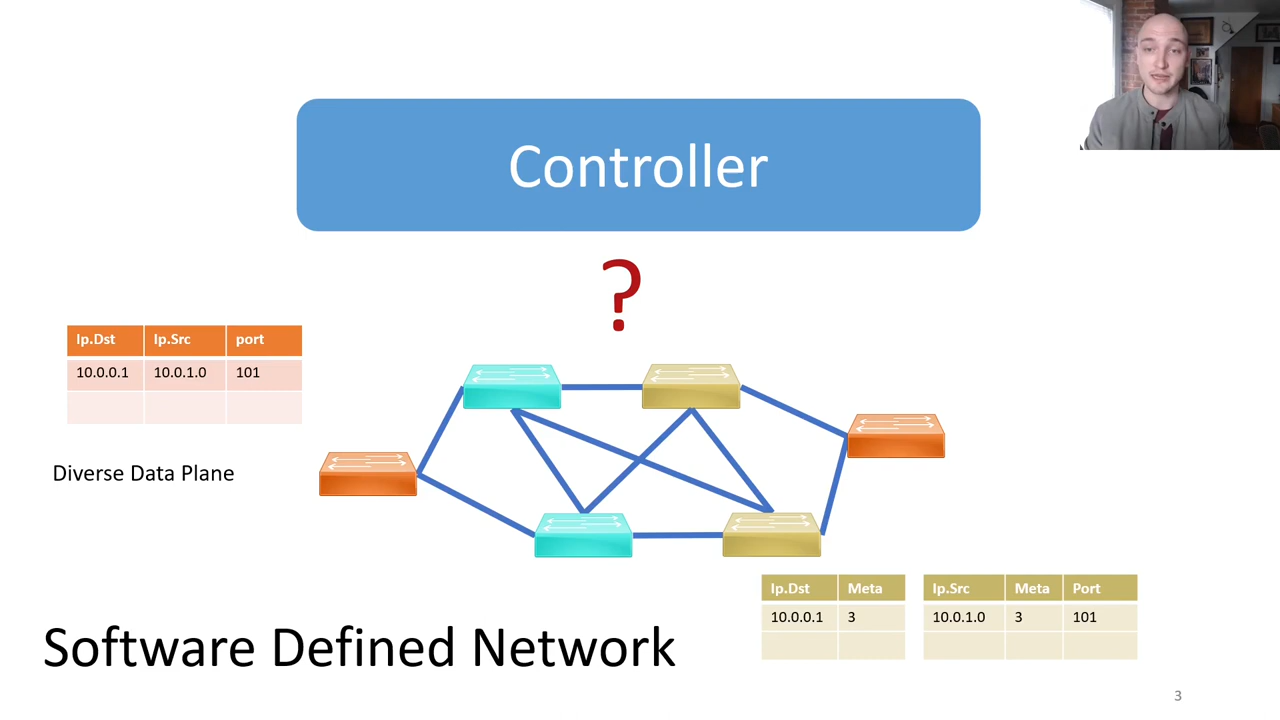 Controller
?
Ip.Dst Ip.Src port
10.0.0.1 10.0.1.0 101
Diverse Data Plane
Ip.Dst Meta
10.0.0.1 3
Ip.Src Meta Port
10.0.1.0 3 101
Software Defined Network
3